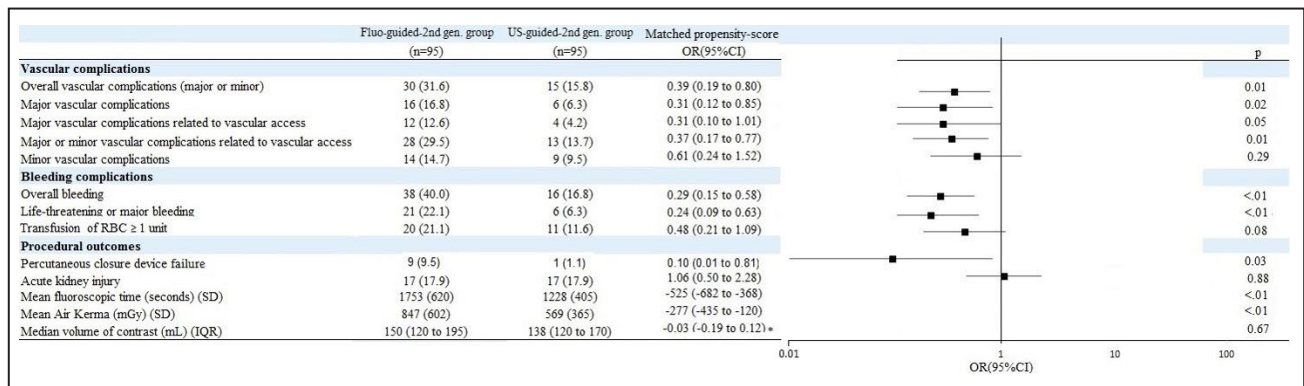 Fluo-guided-2nd gen. group US-guided-2nd gen. group Matched propensity-score
(n=95) (n=95) OR(95%CI) p
Vascular complications
Overall vascular complications (major or minor) 30 (31.6) 15 (15.8) 0.39 (0.19 to 0.80) 0.01
Major vascular complications 16 (16.8) 6 (6.3) 0.31 (0.12 to 0.85) 0.02
Major vascular complications related to vascular access 12 (12.6) 4 (4.2) 0.31 (0.10 to 1.01) 0.05
Major or minor vascular complications related to vascular access 28 (29.5) 13 (13.7) 0.37 (0.17 to 0.77) 0.01
Minor vascular complications 14 (14.7) 9 (9.5) 0.61 (0.24 to 1.52) 0.29
Bleeding complications
Overall bleeding 38 (40.0) 16 (16.8) 0.29 (0.15 to 0.58) <.01
Life-threatening or major bleeding 21 (22.1) 6 (6.3) 0.24 (0.09 to 0.63) <.01
Transfusion of RBC ≥ 1 unit 20 (21.1) 11 (11.6) 0.48 (0.21 to 1.09) 0.08
Procedural outcomes
Percutaneous closure device failure 9 (9.5) 1 (1.1) 0.10 (0.01 to 0.81) 0.03
Acute kidney injury 17 (17.9) 17 (17.9) 1.06 (0.50 to 2.28) 0.88
Mean fluoroscopic time (seconds) (SD) 1753 (620) 1228 (405) -525 (-682 to -368) <.01
Mean Air Kerma (mGy) (SD) 847 (602) 569 (365) -277 (-435 to -120) <.01
Median volume of contrast (mL) (IQR) 150 (120 to 195) 138 (120 to 170) -0.03 (-0.19 to 0.12)* 0.67
0.01 1 10 100
OR(95%CI)